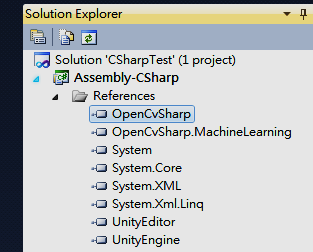 Solution Explorer
Solution 'CSharpTest' (1 project)
Assembly-CSharp
References
OpenCvSharp
OpenCvSharp.MachineLearning
System
System.Core
System.XML
System.Xml.Linq
UnityEditor
UnityEngine